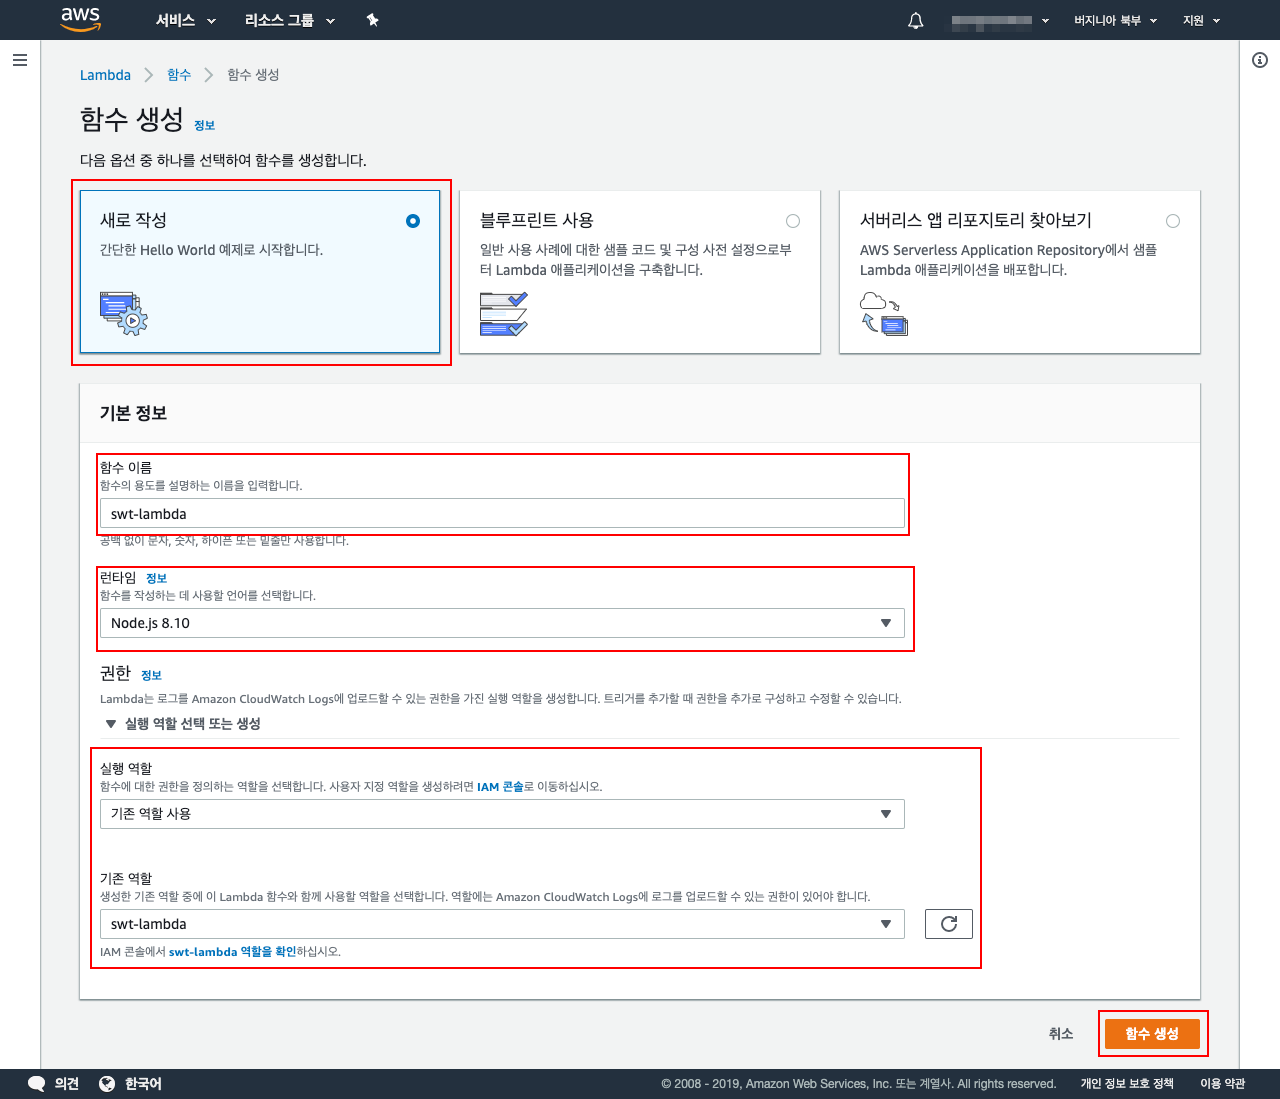 aws 서비스 리소스 그룹 버지니아 북부 지원
Lambda 함수 함수 생성
함수 생성 정보
다음 옵션 중 하나를 선택하여 함수를 생성합니다.
새로 작성
간단한 Hello World 예제로 시작합니다.
블루프린트 사용
일반 사용 사례에 대한 샘플 코드 및 구성 사전 설정으로부
터 Lambda 애플리케이션을 구축합니다.
서버리스 앱 리포지토리 찾아보기
AWS Serverless Application Repository에서 샘플
Lambda 애플리케이션을 배포합니다.
기본 정보
함수 이름
함수의 용도를 설명하는 이름을 입력합니다.
swt-lambda
공백 없이 문자, 숫자, 하이픈 또는 밑줄만 사용합니다.
런타임 정보
함수를 작성하는 데 사용할 언어를 선택합니다.
Node.js 8.10
권한 정보
Lambda는 로그를 Amazon CloudWatch Logs에 업로드할 수 있는 권한을 가진 실행 역할을 생성합니다. 트리거를 추가할 때 권한을 추가로 구성하고 수정할 수 있습니다.
실행 역할 선택 또는 생성
실행 역할
함수에 대한 권한을 정의하는 역할을 선택합니다. 사용자 지정 역할을 생성하려면 IAM 콘솔로 이동하십시오.
기존 역할 사용
기존 역할
생성한 기존 역할 중에 이 Lambda 함수와 함께 사용할 역할을 선택합니다. 역할에는 Amazon CloudWatch Logs에 로그를 업로드할 수 있는 권한이 있어야 합니다.
swt-lambda
IAM 콘솔에서 swt-lambda 역할을 확인하십시오.
취소 함수 생성
의견 한국어 © 2008 - 2019, Amazon Web Services, Inc. 또는 계열사. All rights reserved. 개인 정보 보호 정책 이용 약관